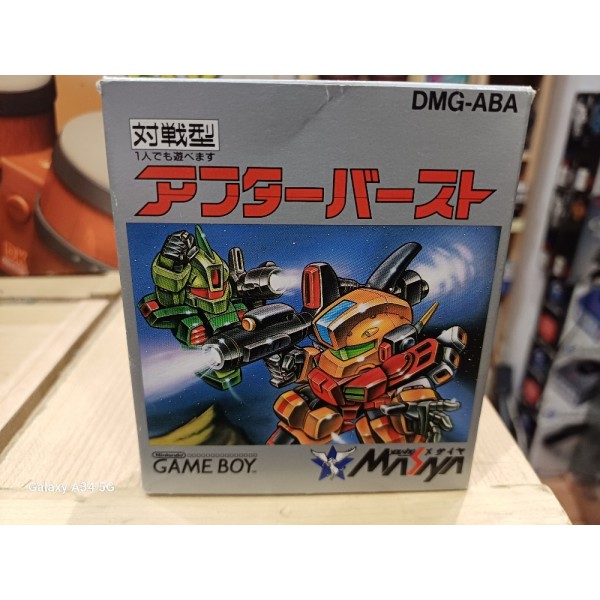 DMG-ABA
対戦型
1人でも遊べます
アフターバースト
Nintendo
GAME BOY
メサイヤ
MASAYA
Galaxy A34 5G